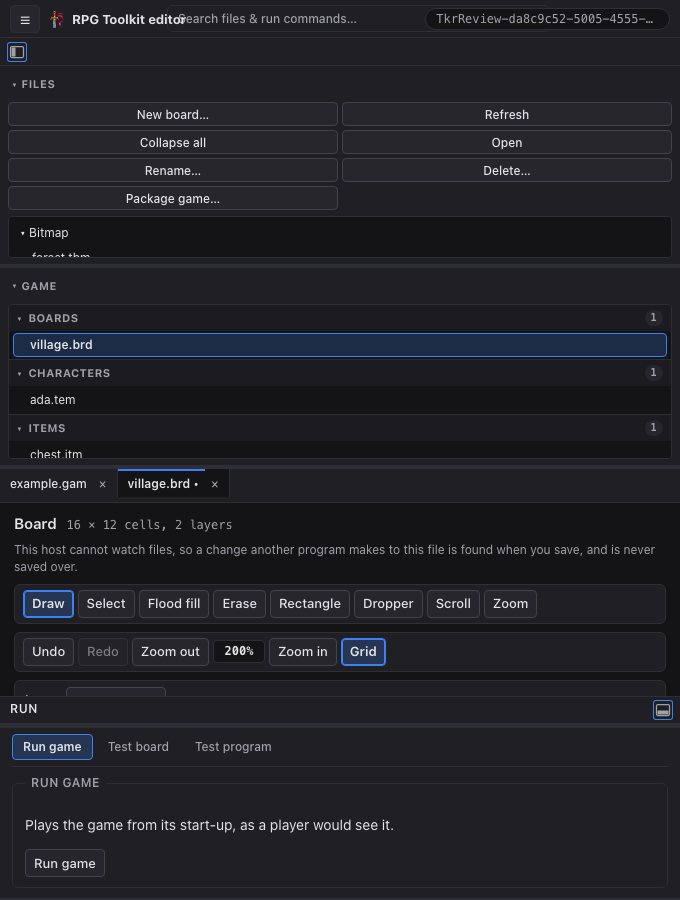 RPG Toolkit editor
Search files & run commands...
TkrReview-da8c9c52-5005-4555-…
FILES
New board...
Refresh
Collapse all
Open
Rename...
Delete...
Package game...
Bitmap
forest.tbm
GAME
BOARDS 1
village.brd
CHARACTERS 1
ada.tem
ITEMS 1
chest.itm
example.gam × village.brd • ×
Board 16 × 12 cells, 2 layers
This host cannot watch files, so a change another program makes to this file is found when you save, and is never
saved over.
Draw Select Flood fill Erase Rectangle Dropper Scroll Zoom
Undo Redo Zoom out 200% Zoom in Grid
RUN
Run game Test board Test program
RUN GAME
Plays the game from its start-up, as a player would see it.
Run game